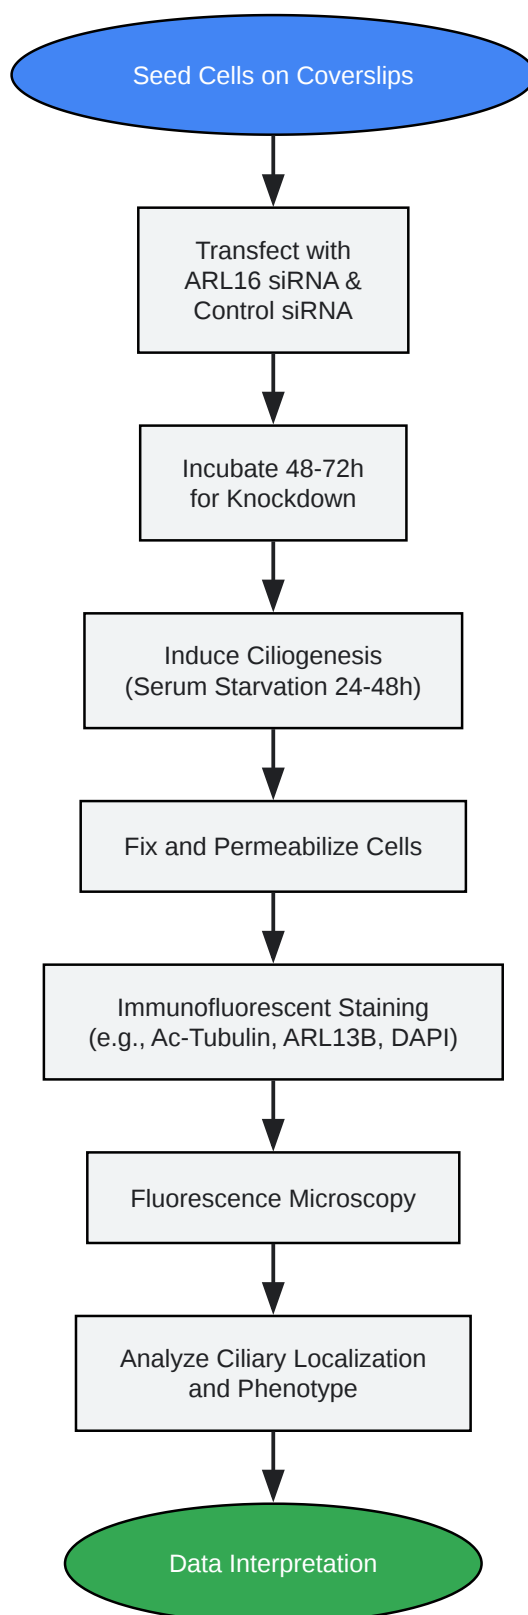 Seed Cells on Coverslips
Transfect with
ARL16 siRNA &
Control siRNA
Incubate 48-72h
for Knockdown
Induce Ciliogenesis
(Serum Starvation 24-48h)
Fix and Permeabilize Cells
Immunofluorescent Staining
(e.g., Ac-Tubulin, ARL13B, DAPI)
Fluorescence Microscopy
Analyze Ciliary Localization
and Phenotype
Data Interpretation